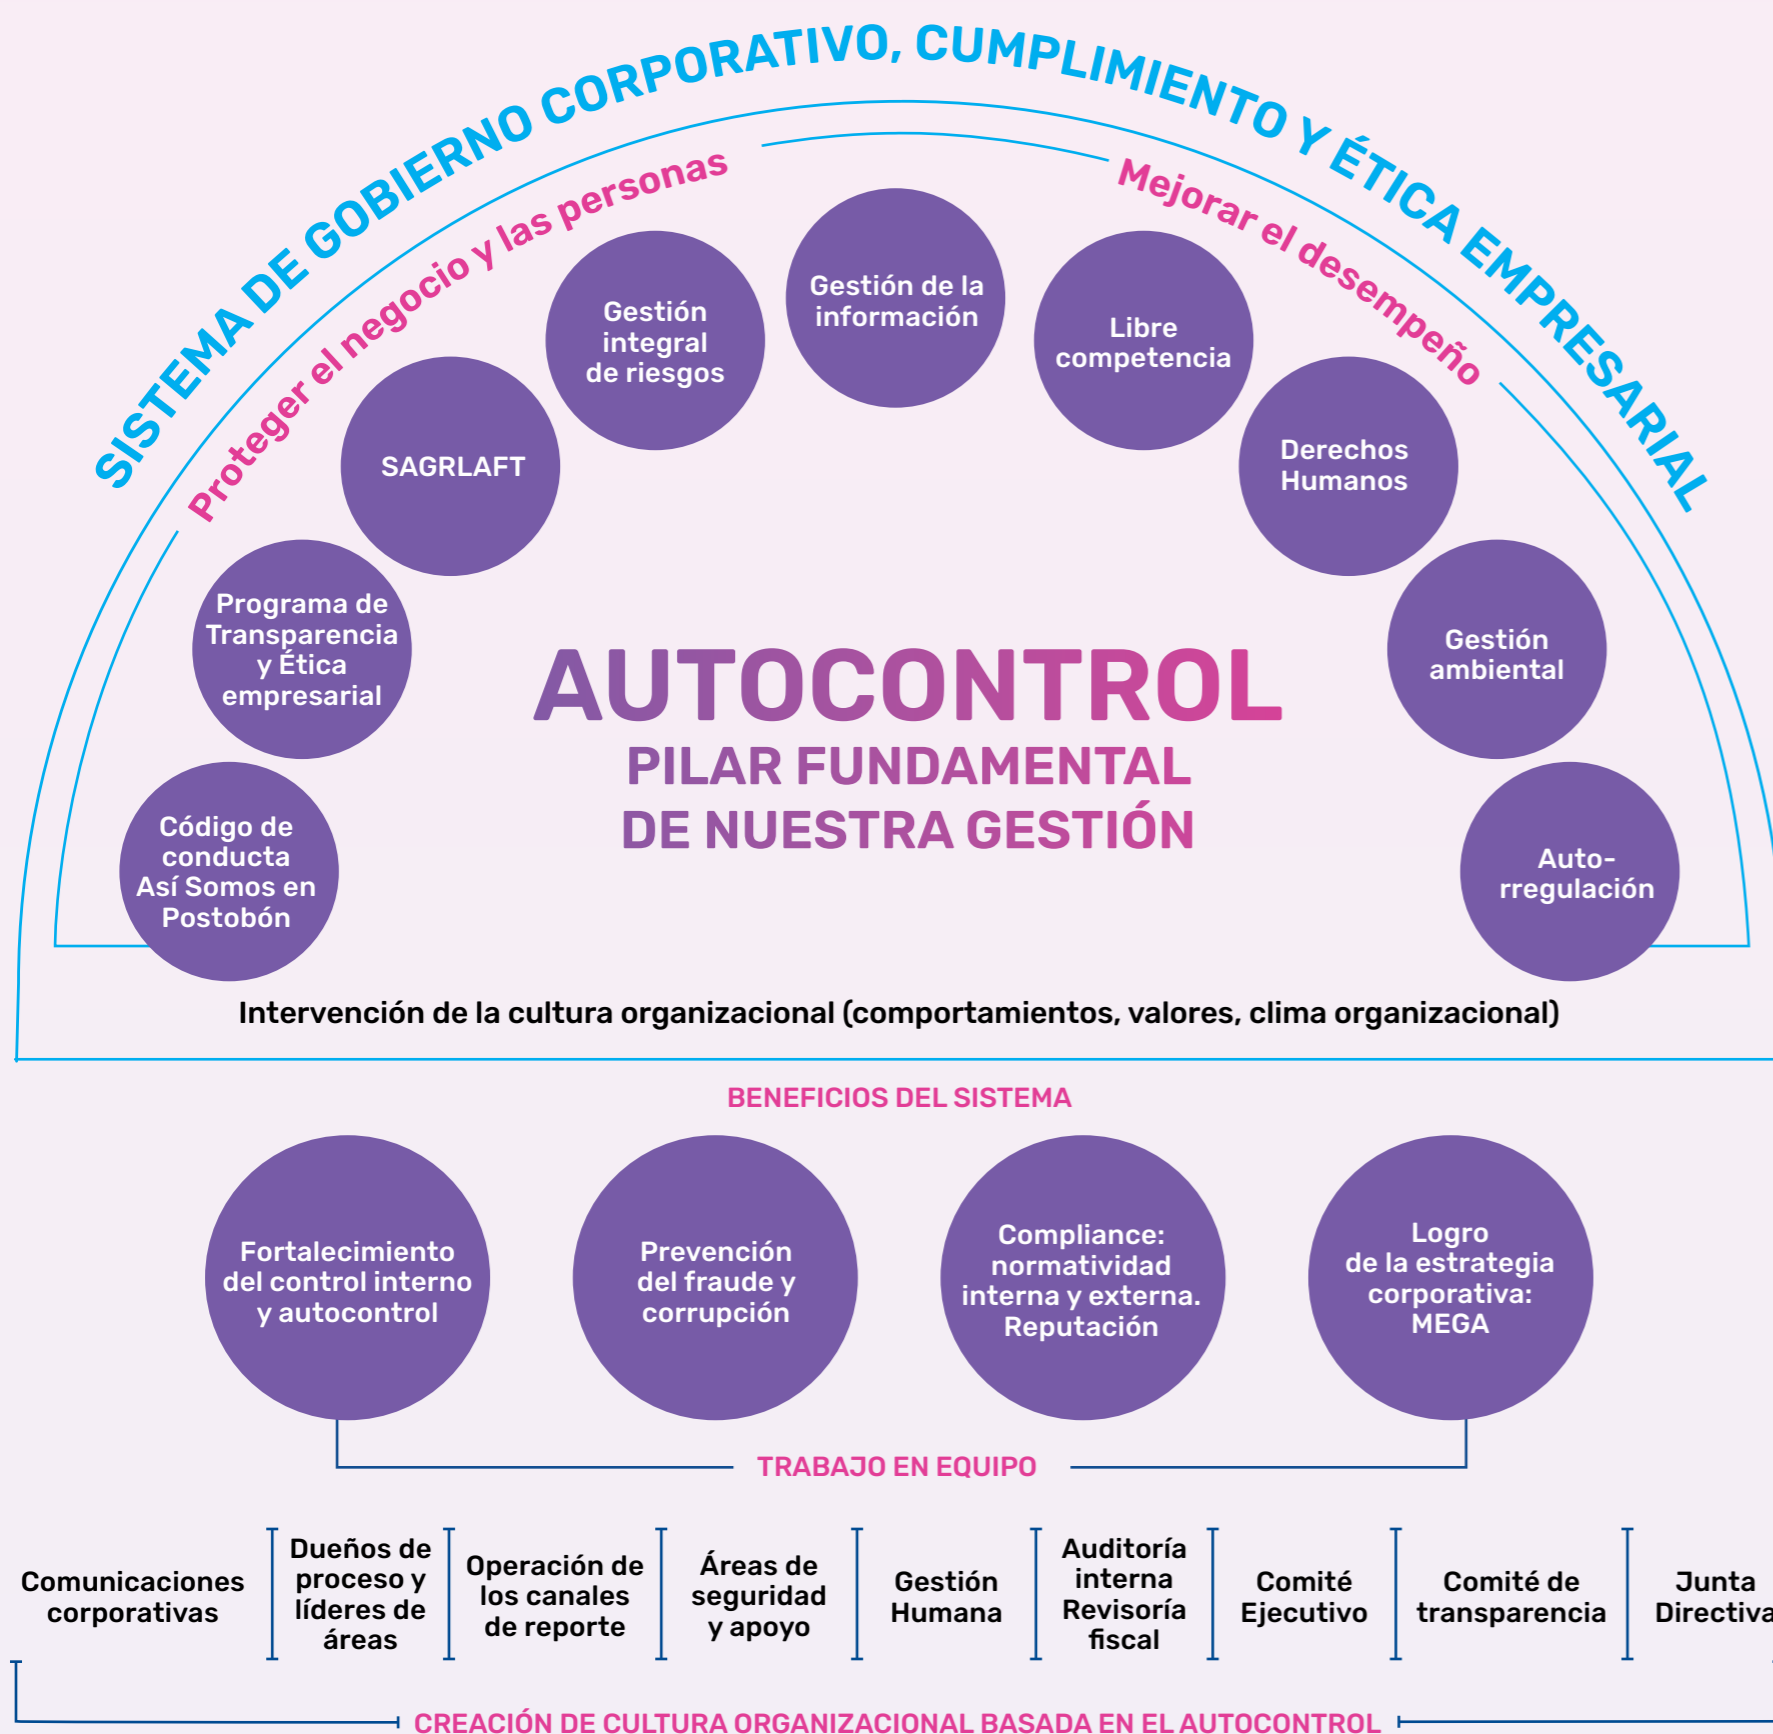 SISTEMA DE GOBIERNO CORPORATIVO, CUMPLIMIENTO Y ÉTICA EMPRESARIAL
Proteger el negocio y las personas
Mejorar el desempeño
Código de
conducta
Así Somos en
Postobón
Programa de
Transparencia
y Ética
empresarial
SAGRLAFT
Gestión
integral
de riesgos
Gestión de la
información
Libre
competencia
Derechos
Humanos
Gestión
ambiental
Auto-
rregulación
AUTOCONTROL
PILAR FUNDAMENTAL
DE NUESTRA GESTIÓN
Intervención de la cultura organizacional (comportamientos, valores, clima organizacional)
BENEFICIOS DEL SISTEMA
Fortalecimiento
del control interno
y autocontrol
Prevención
del fraude y
corrupción
Compliance:
normatividad
interna y externa.
Reputación
Logro
de la estrategia
corporativa:
MEGA
TRABAJO EN EQUIPO
Comunicaciones
corporativas
Dueños de
proceso y
líderes de
áreas
Operación de
los canales
de reporte
Áreas de
seguridad
y apoyo
Gestión
Humana
Auditoría
interna
Revisoría
fiscal
Comité
Ejecutivo
Comité de
transparencia
Junta
Directiva
CREACIÓN DE CULTURA ORGANIZACIONAL BASADA EN EL AUTOCONTROL